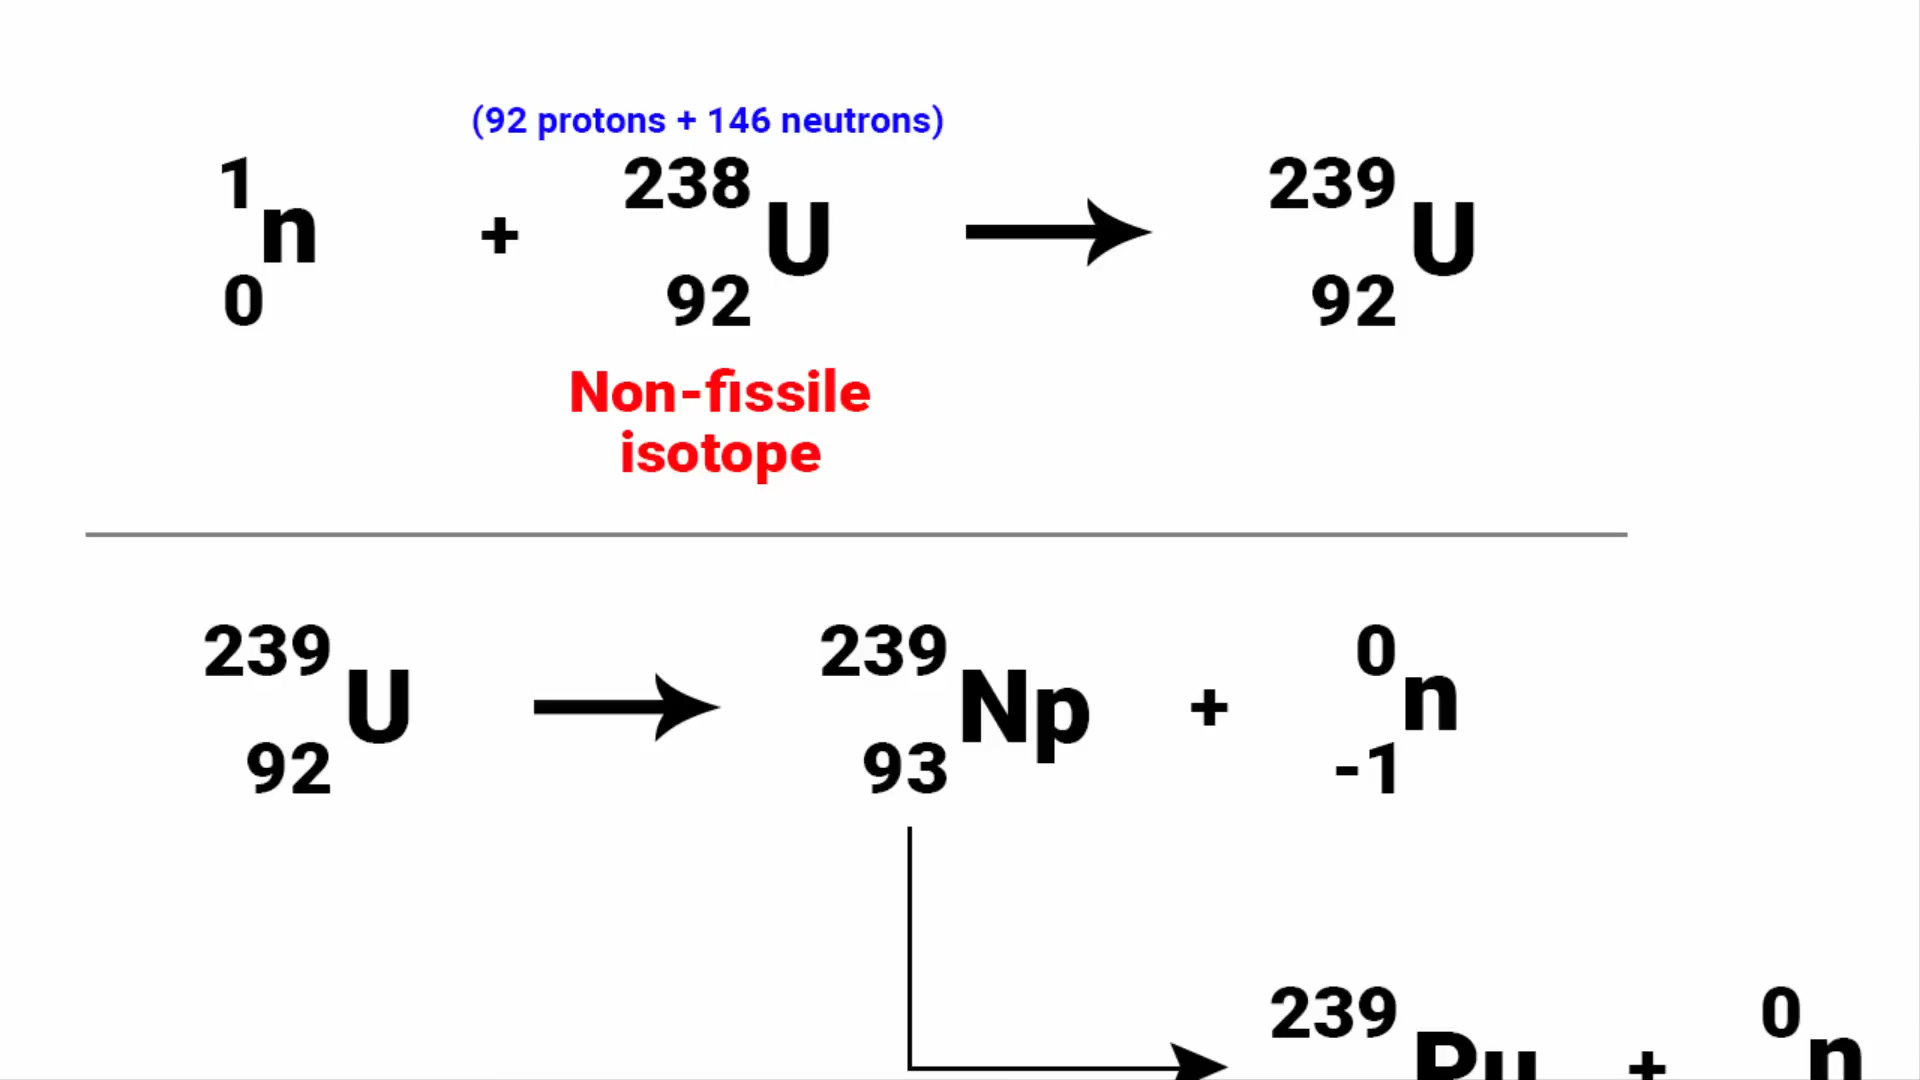 (92 protons + 146 neutrons)
1 0 n + 238 92 U → 239 92 U
Non-fissile
isotope
239 92 U → 239 93 Np + 0 -1 n
239 Pu + 0 n